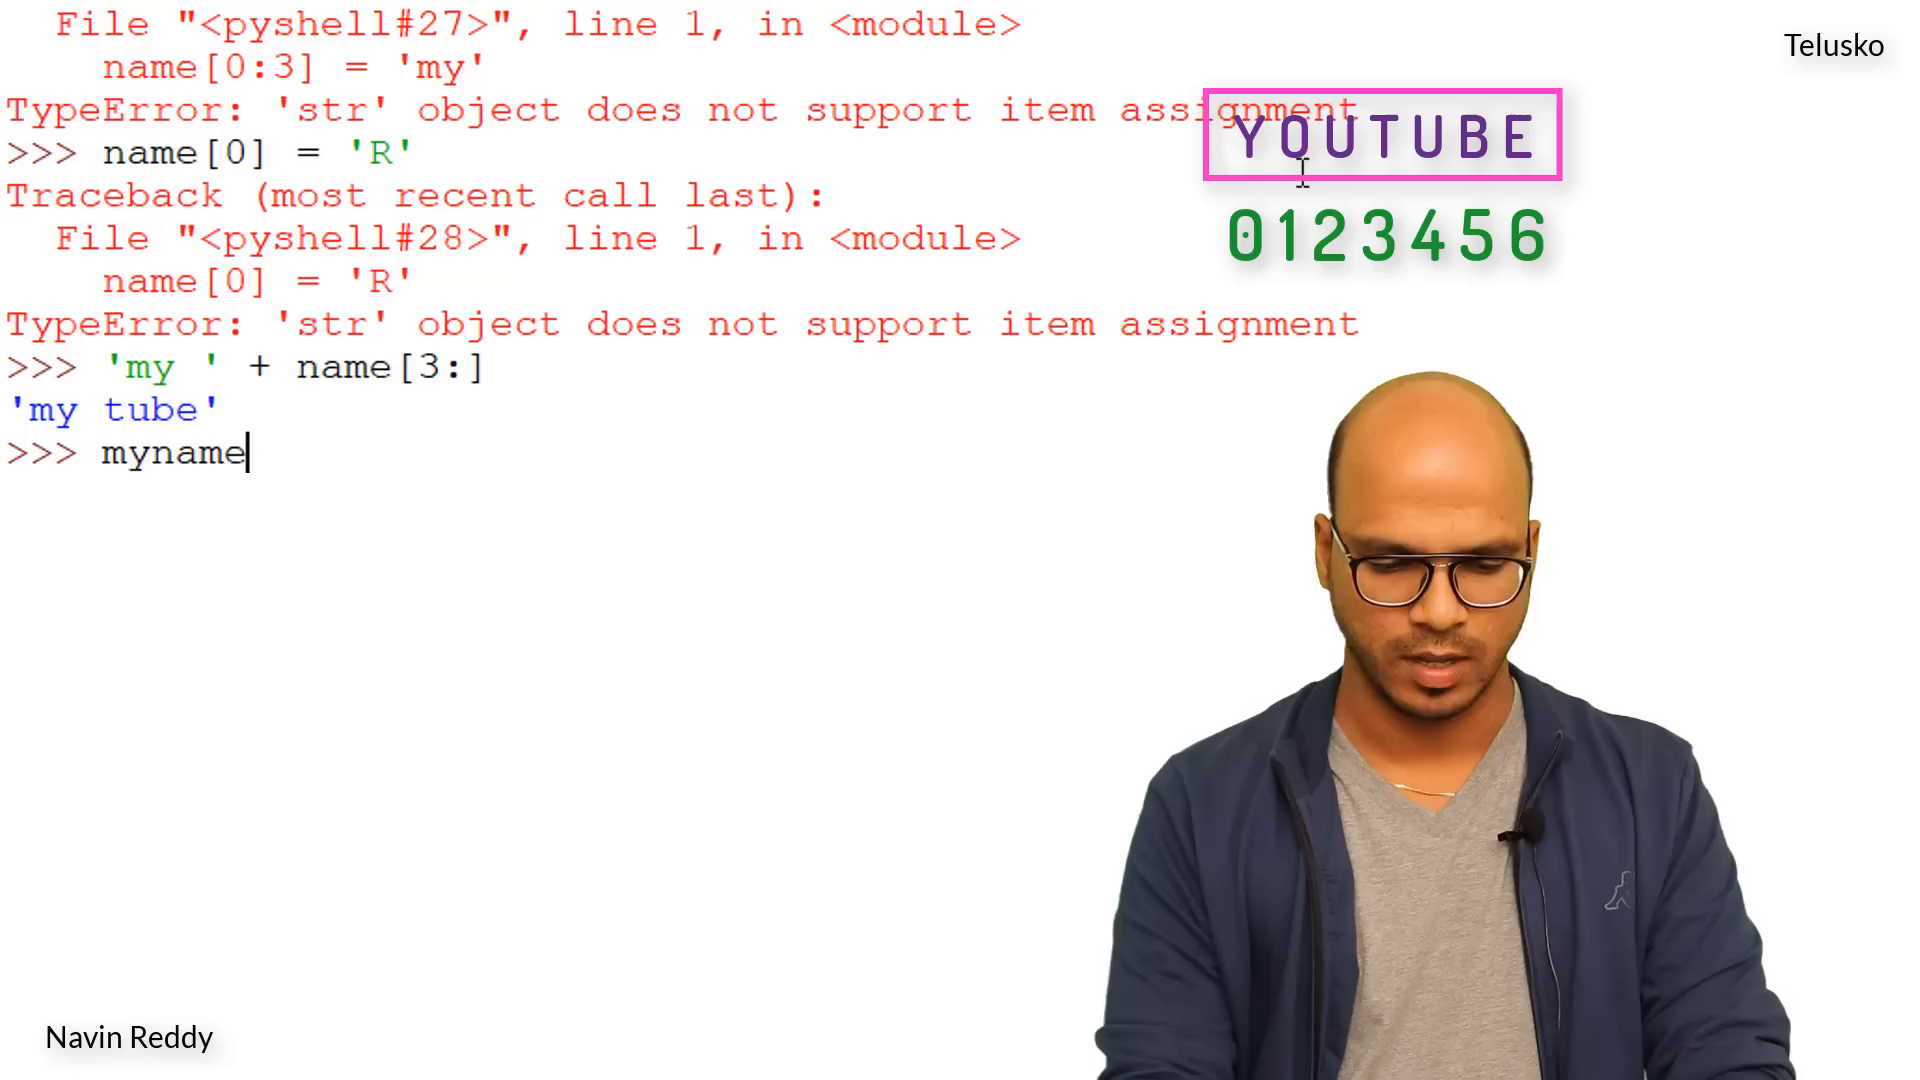 File "<pyshell#27>", line 1, in <module>
name[0:3] = 'my'
TypeError: 'str' object does not support item assignment
>>> name[0] = 'R'
Traceback (most recent call last):
File "<pyshell#28>", line 1, in <module>
name[0] = 'R'
TypeError: 'str' object does not support item assignment
>>> 'my ' + name[3:]
'my tube'
>>> myname
Telusko
YOUTUBE
0123456
Navin Reddy